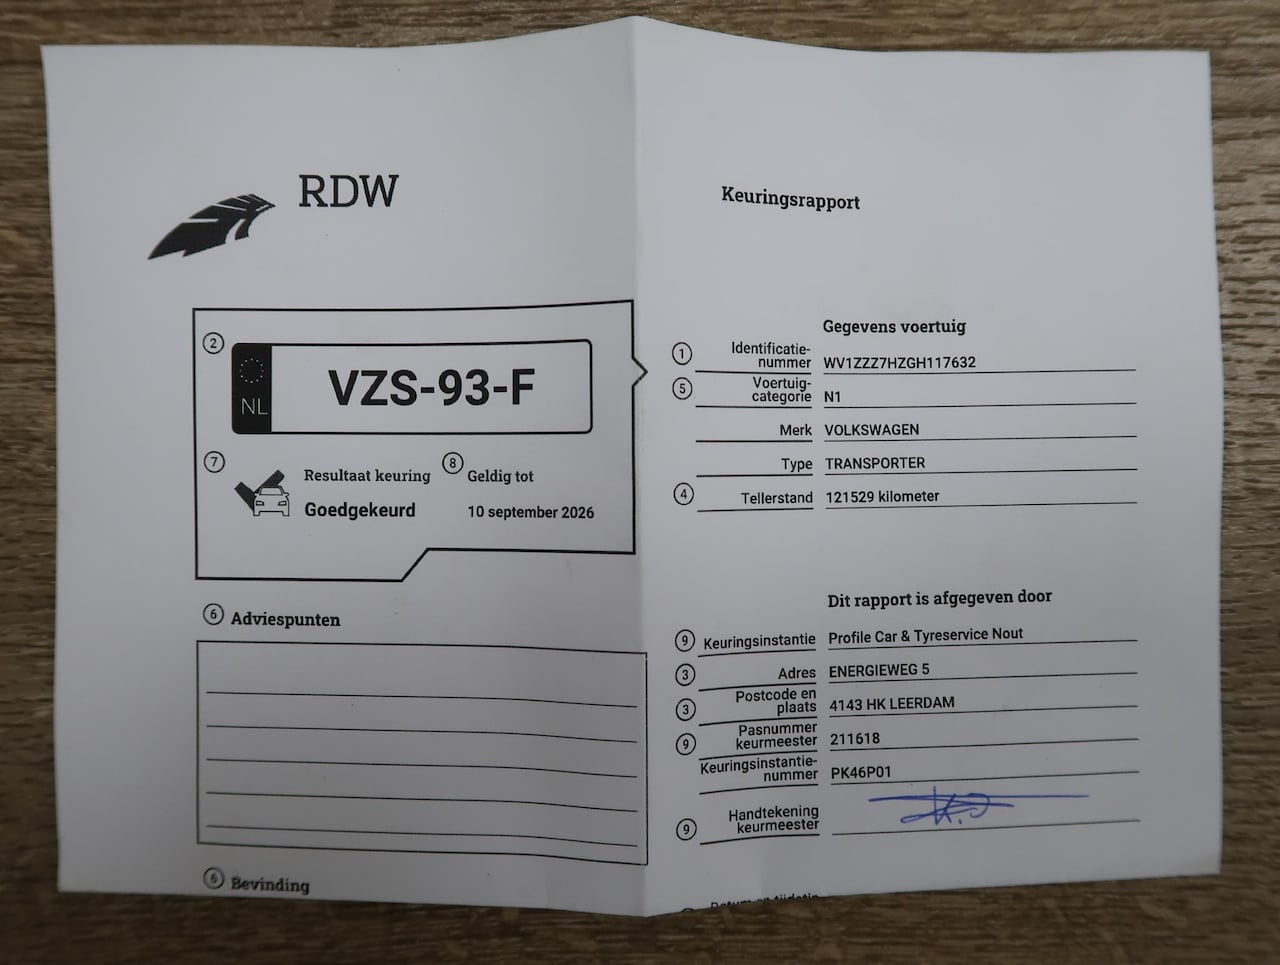 RDW
Keuringsrapport
2
NL
VZS-93-F
7
Resultaat keuring
Goedgekeurd
8
Geldig tot
10 september 2026
6 Adviespunten
6 Bevinding
Gegevens voertuig
1 Identificatie-
nummer WV1ZZZ7HZGH117632
5 Voertuig-
categorie N1
Merk VOLKSWAGEN
Type TRANSPORTER
4 Tellerstand 121529 kilometer
Dit rapport is afgegeven door
9 Keuringsinstantie Profile Car & Tyreservice Nout
3 Adres ENERGIEWEG 5
3 Postcode en
plaats 4143 HK LEERDAM
9 Pasnummer
keurmeester 211618
Keuringsinstantie-
nummer PK46P01
9 Handtekening
keurmeester
Datum en tijdstip